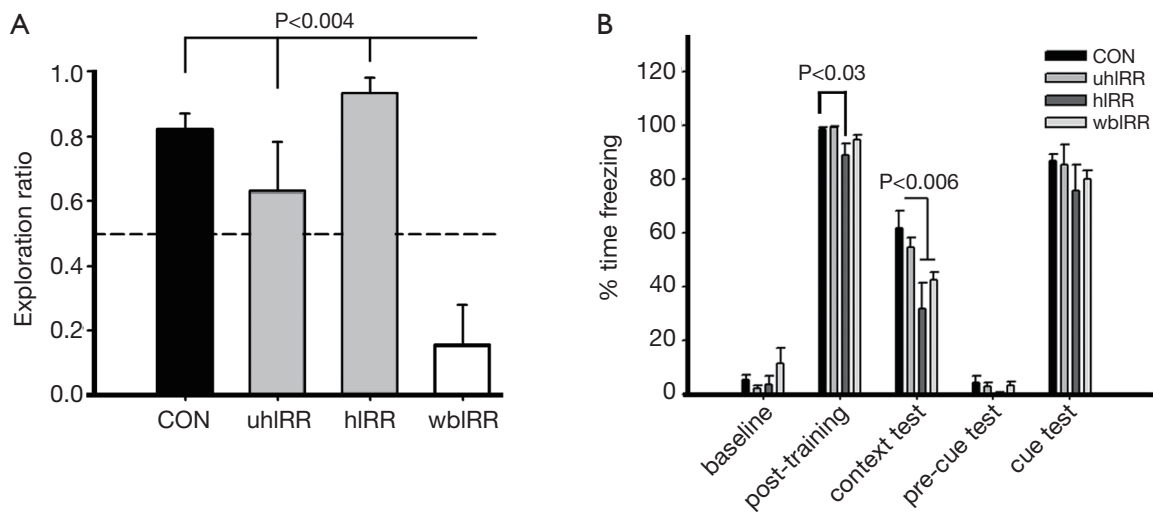 A
P<0.004
Exploration ratio
1.0
0.8
0.6
0.4
0.2
0.0
CON
uhIRR
hIRR
wbIRR
B
% time freezing
120
100
80
60
40
20
0
P<0.03
P<0.006
CON
uhIRR
hIRR
wbIRR
baseline
post-training
context test
pre-cue test
cue test